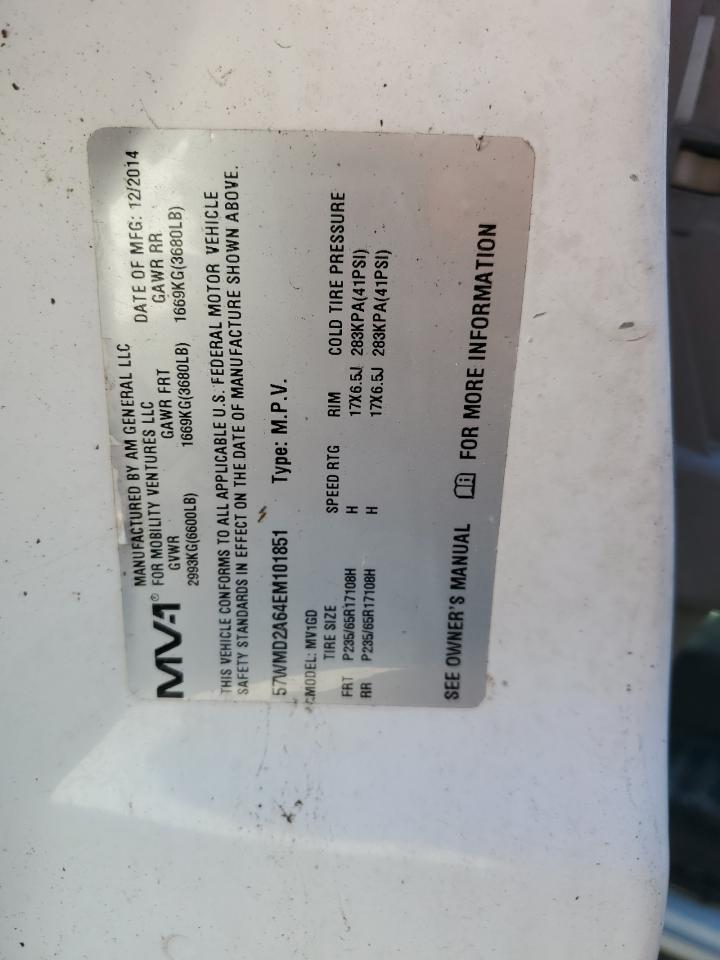 MV-1®
MANUFACTURED BY AM GENERAL LLC DATE OF MFG: 12/2014
FOR MOBILITY VENTURES LLC
GVWR GAWR FRT GAWR RR
2993KG(6600LB) 1669KG(3680LB) 1669KG(3680LB)
THIS VEHICLE CONFORMS TO ALL APPLICABLE U.S. FEDERAL MOTOR VEHICLE
SAFETY STANDARDS IN EFFECT ON THE DATE OF MANUFACTURE SHOWN ABOVE.
57WMD2A64EM101851 Type: M.P.V.
MODEL: MV1GD
TIRE SIZE SPEED RTG RIM COLD TIRE PRESSURE
FRT P235/65R17108H H 17X6.5J 283KPA(41PSI)
RR P235/65R17108H H 17X6.5J 283KPA(41PSI)
SEE OWNER'S MANUAL FOR MORE INFORMATION